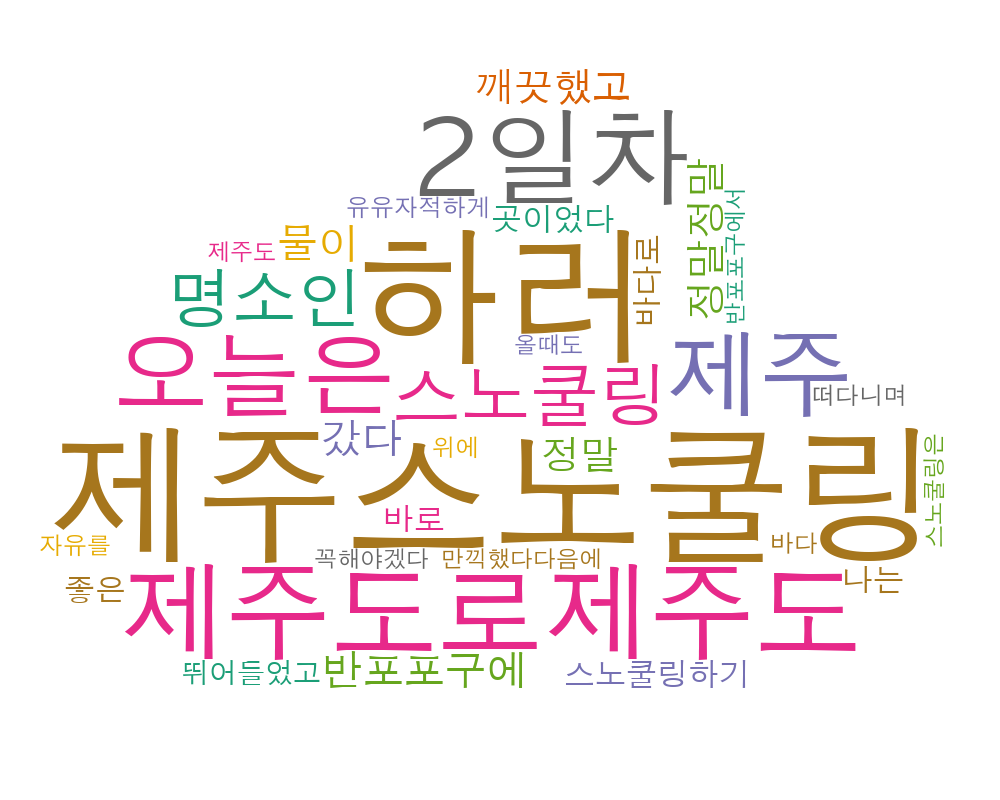 깨끗했고
2일차
정말정말
반포포구에서
유유자적하게
곳이었다
제주도
물이
하러
바다로
명소인
오늘은
올때도
제주
스노쿨링
떠다니며
갔다
위에
정말
제주스노쿨링
스노쿨링은
바로
자유를
꼭해야겠다
만끽했다다음에
바다
나는
좋은
제주도로제주도
뛰어들었고
반포포구에
스노쿨링하기